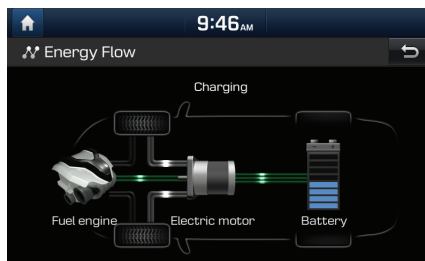 9:46AM
Energy Flow
Charging
Fuel engine
Electric motor
Battery